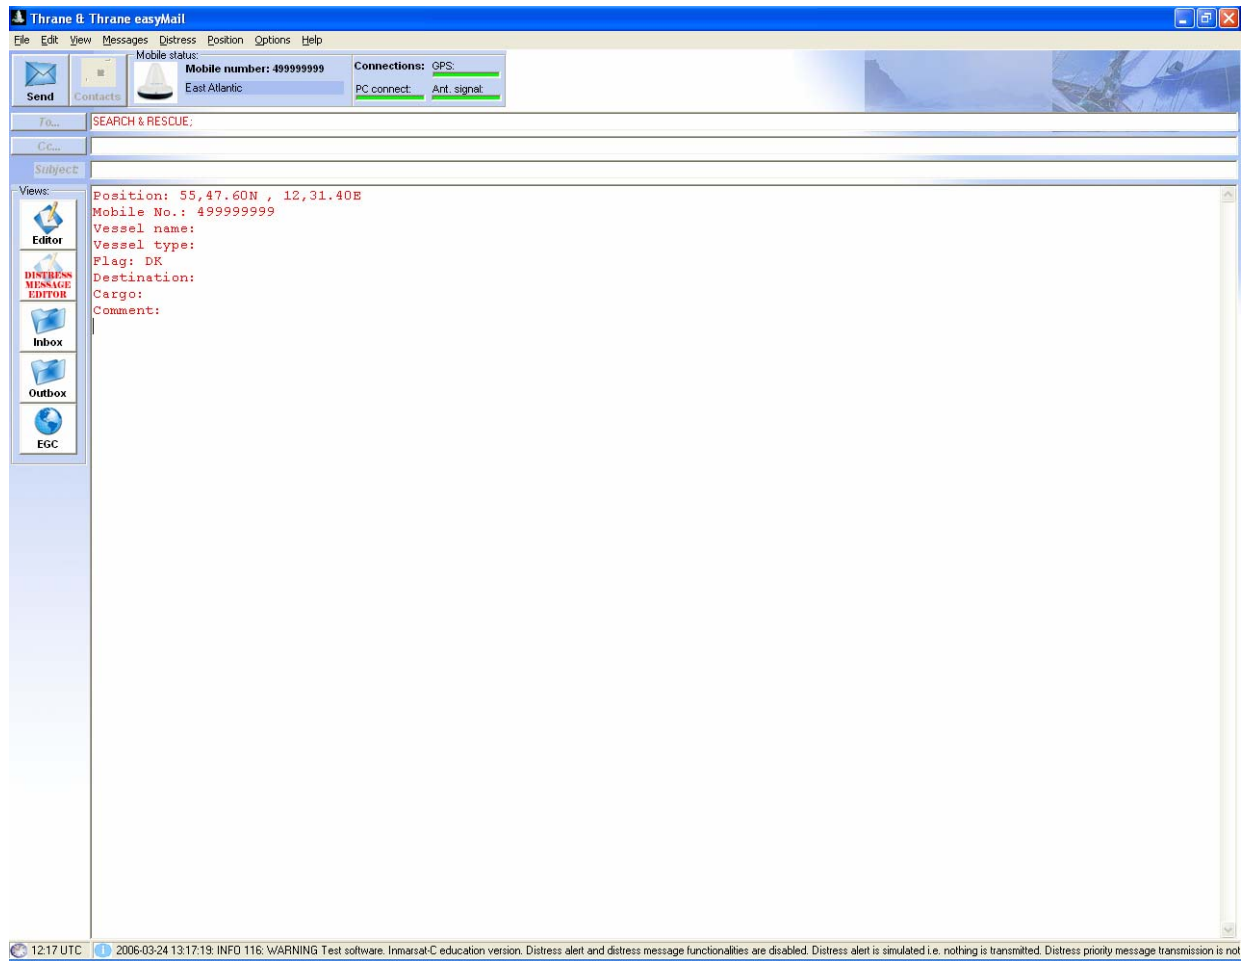 Thrane & Thrane easyMail
File Edit View Messages Distress Position Options Help
Send
Contacts
Mobile status:
Mobile number: 499999999
East Atlantic
Connections: GPS:
PC connect: Ant. signal:
To... SEARCH & RESCUE;
Cc...
Subject:
Views:
Editor
DISTRESS
MESSAGE
EDITOR
Inbox
Outbox
EGC
Position: 55,47.60N , 12,31.40E
Mobile No.: 499999999
Vessel name:
Vessel type:
Flag: DK
Destination:
Cargo:
Comment:
12:17 UTC 2006-03-24 13:17:19: INFO 116: WARNING Test software. Inmarsat-C education version. Distress alert and distress message functionalities are disabled. Distress alert is simulated i.e. nothing is transmitted. Distress priority message transmission is not